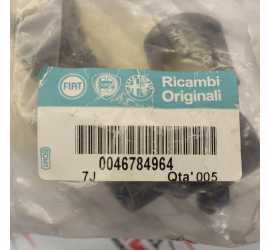 FIAT
Ricambi
Originali
0046784964
7J Qta' 005